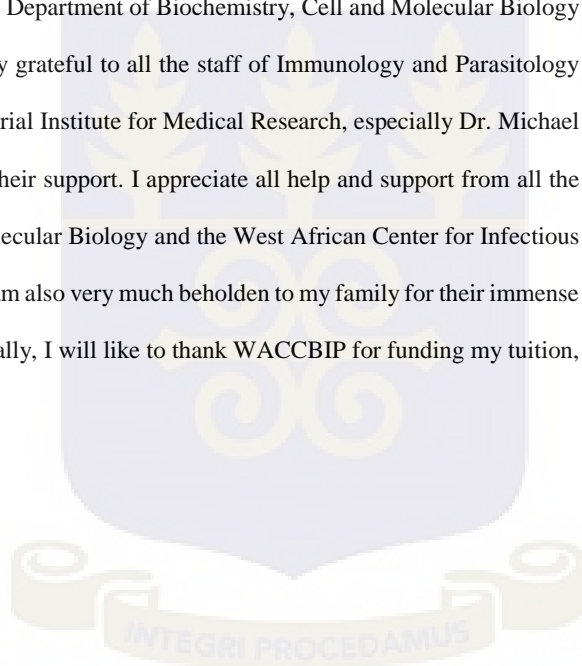 Department of Biochemistry, Cell and Molecular Biology
grateful to all the staff of Immunology and Parasitology
rial Institute for Medical Research, especially Dr. Michael
heir support. I appreciate all help and support from all the
lecular Biology and the West African Center for Infectious
am also very much beholden to my family for their immense
ally, I will like to thank WACCBIP for funding my tuition,
INTEGRI PROCEDAMUS